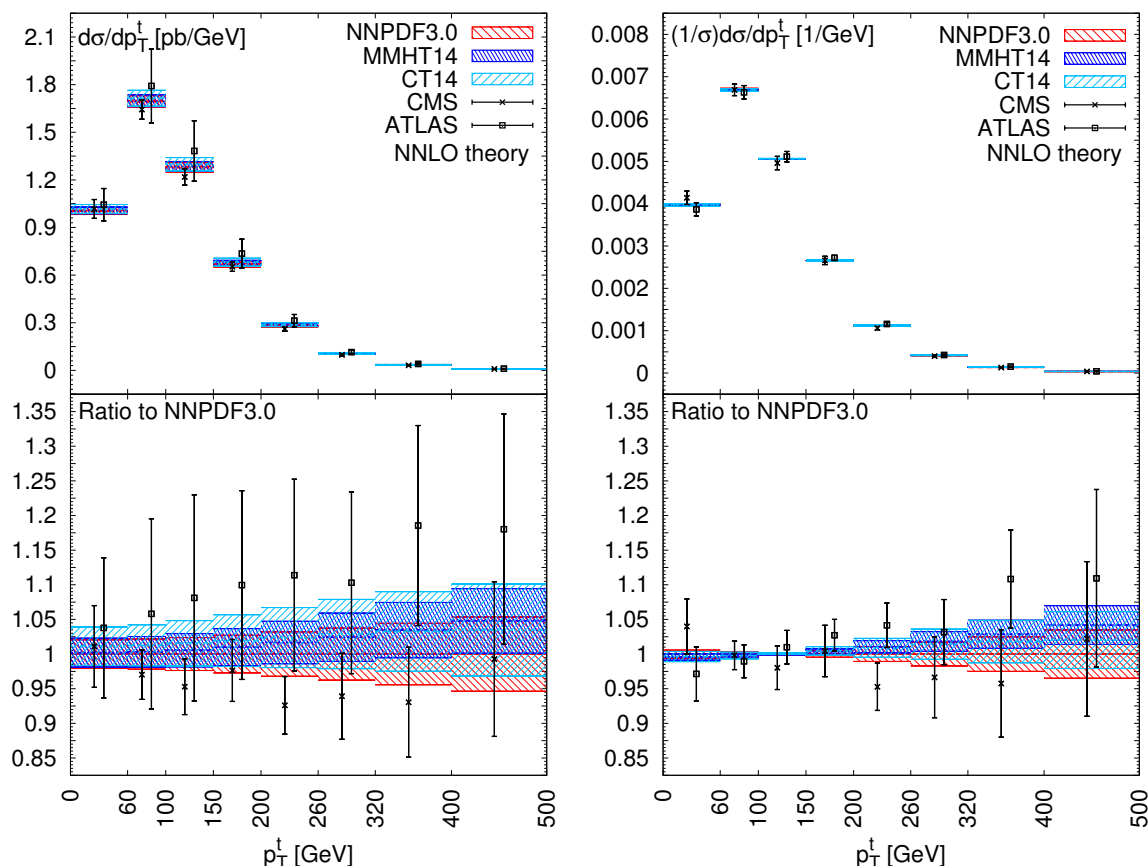 dσ/dp_T^t [pb/GeV]
NNPDF3.0
MMHT14
CT14
CMS
ATLAS
NNLO theory
2.1
1.8
1.5
1.2
0.9
0.6
0.3
0
Ratio to NNPDF3.0
1.35
1.3
1.25
1.2
1.15
1.1
1.05
1
0.95
0.9
0.85
0 60 100 150 200 260 320 400 500
p_T^t [GeV]
(1/σ)dσ/dp_T^t [1/GeV]
NNPDF3.0
MMHT14
CT14
CMS
ATLAS
NNLO theory
0.008
0.007
0.006
0.005
0.004
0.003
0.002
0.001
0
Ratio to NNPDF3.0
1.35
1.3
1.25
1.2
1.15
1.1
1.05
1
0.95
0.9
0.85
0 60 100 150 200 260 320 400 500
p_T^t [GeV]